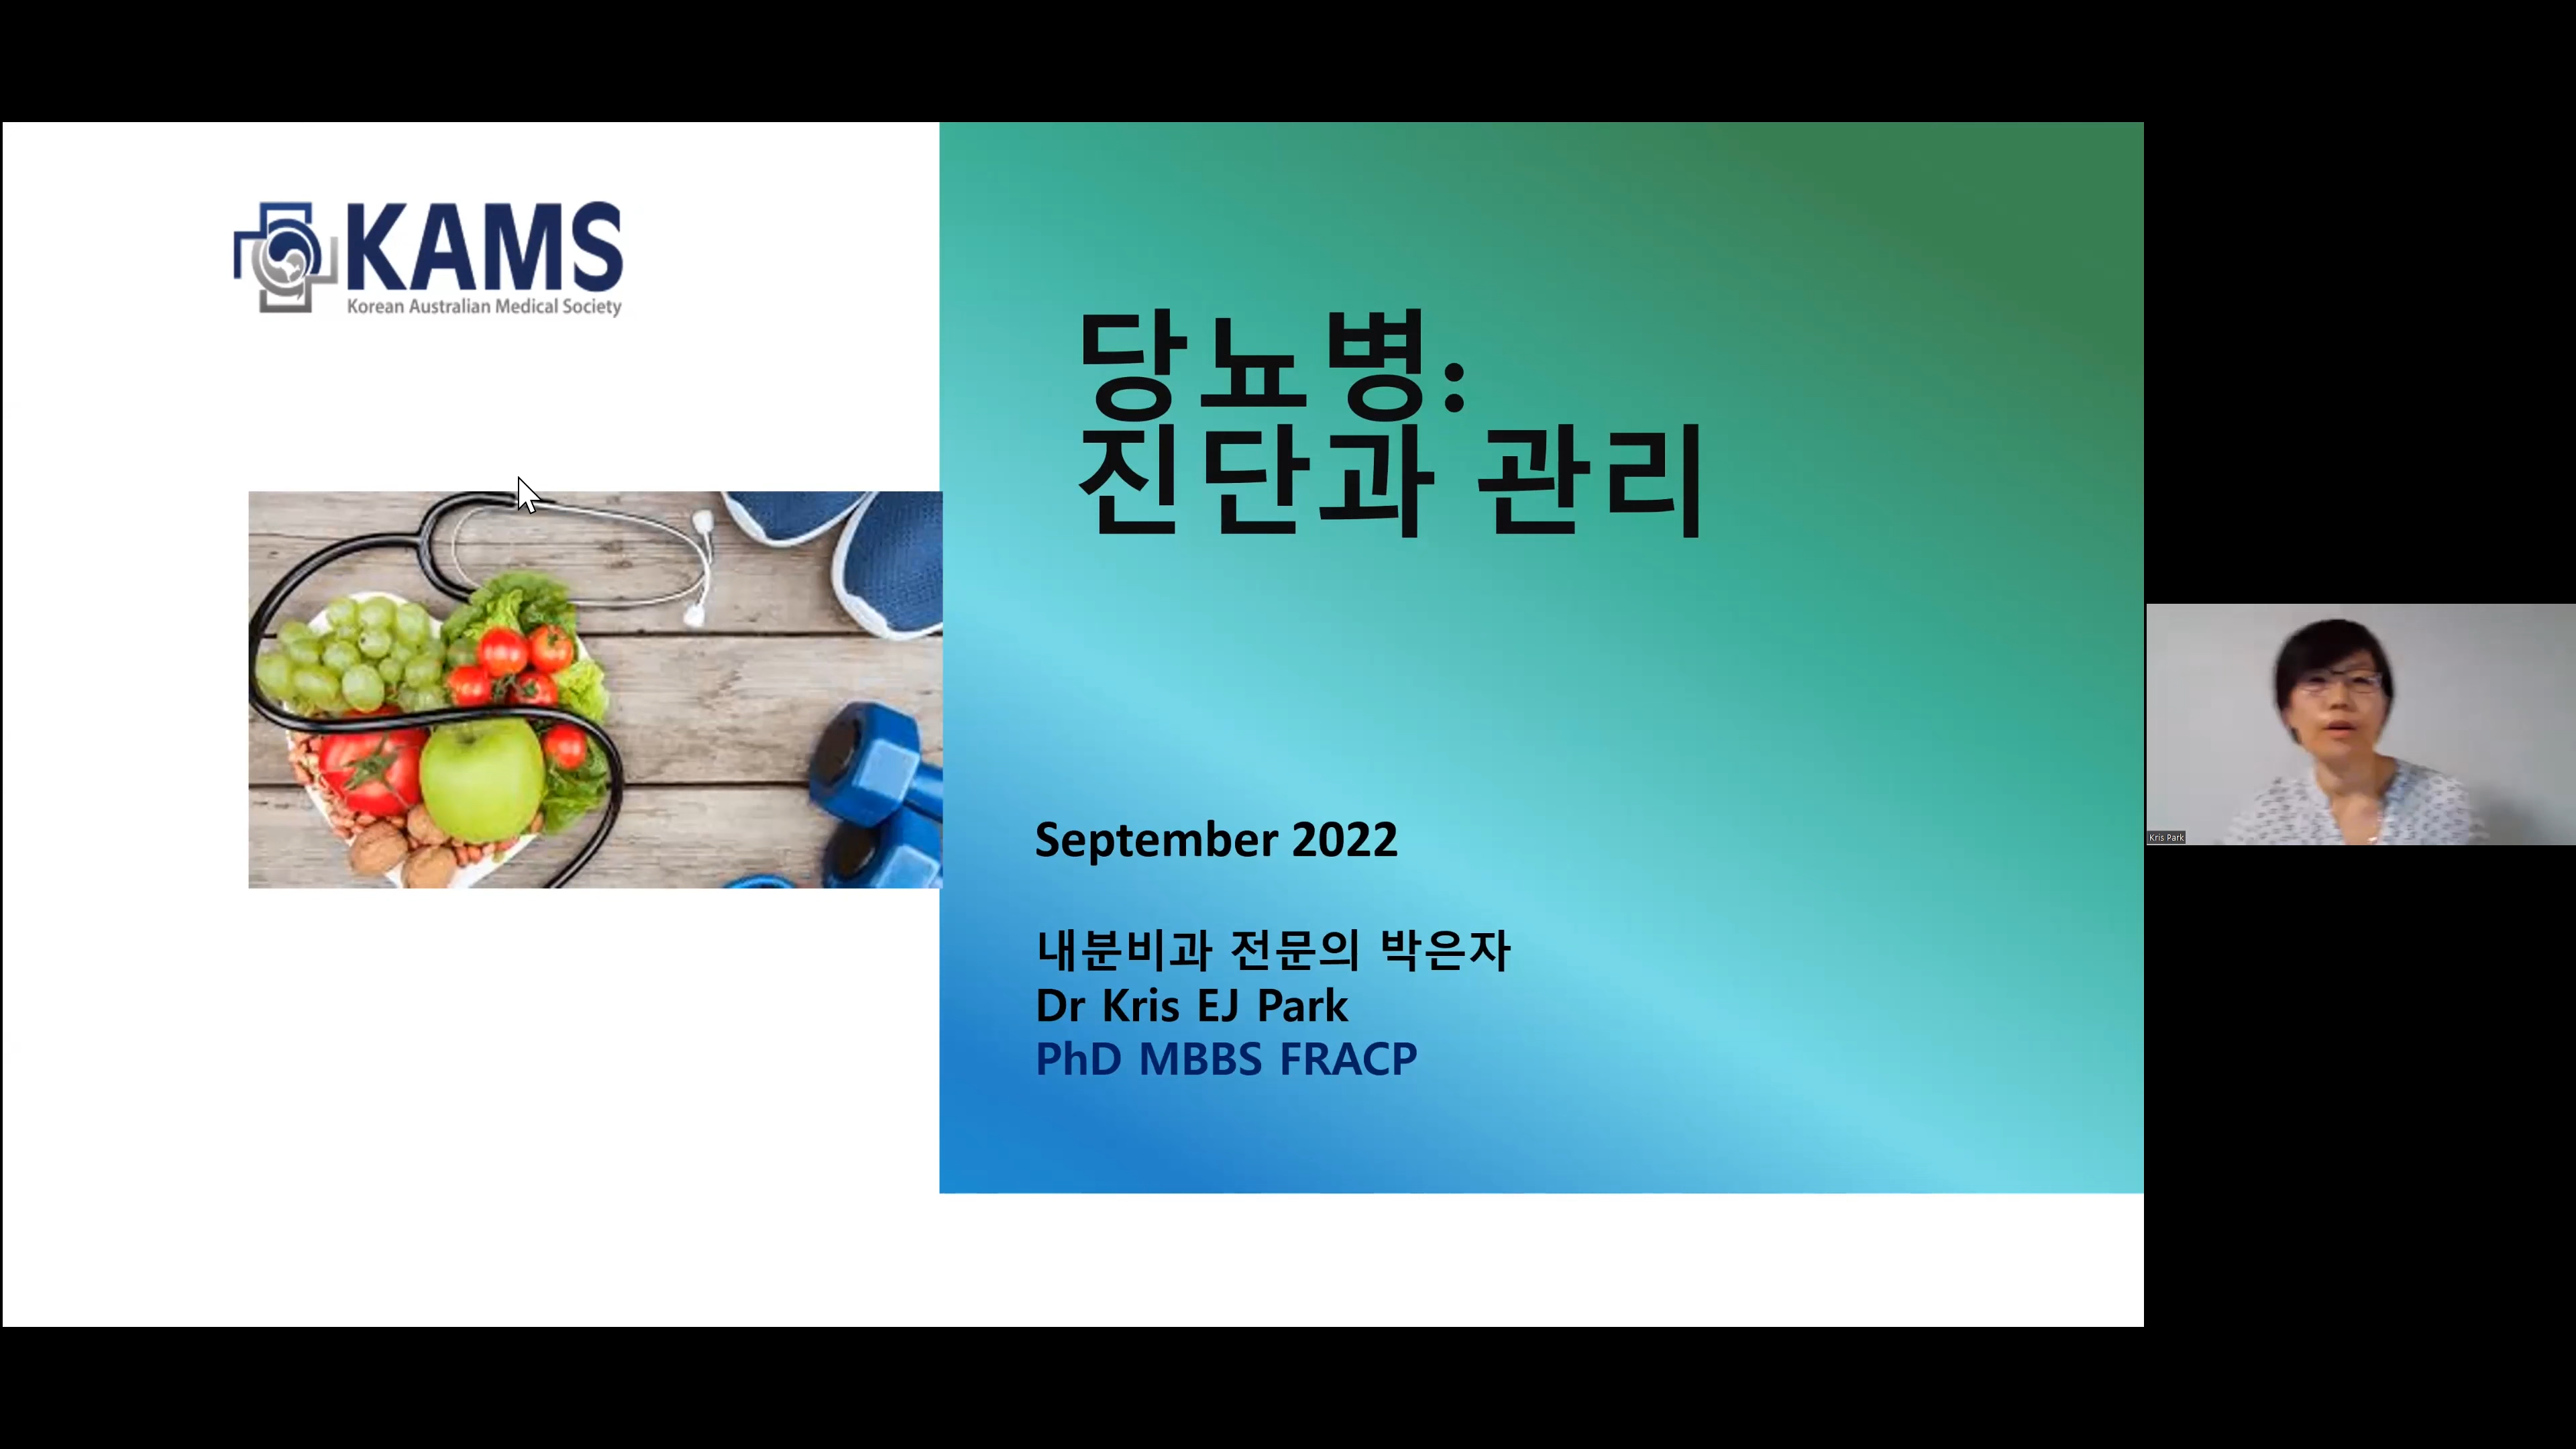 KAMS
Korean Australian Medical Society
당뇨병:
진단과 관리
September 2022
내분비과 전문의 박은자
Dr Kris EJ Park
PhD MBBS FRACP
Kris Park